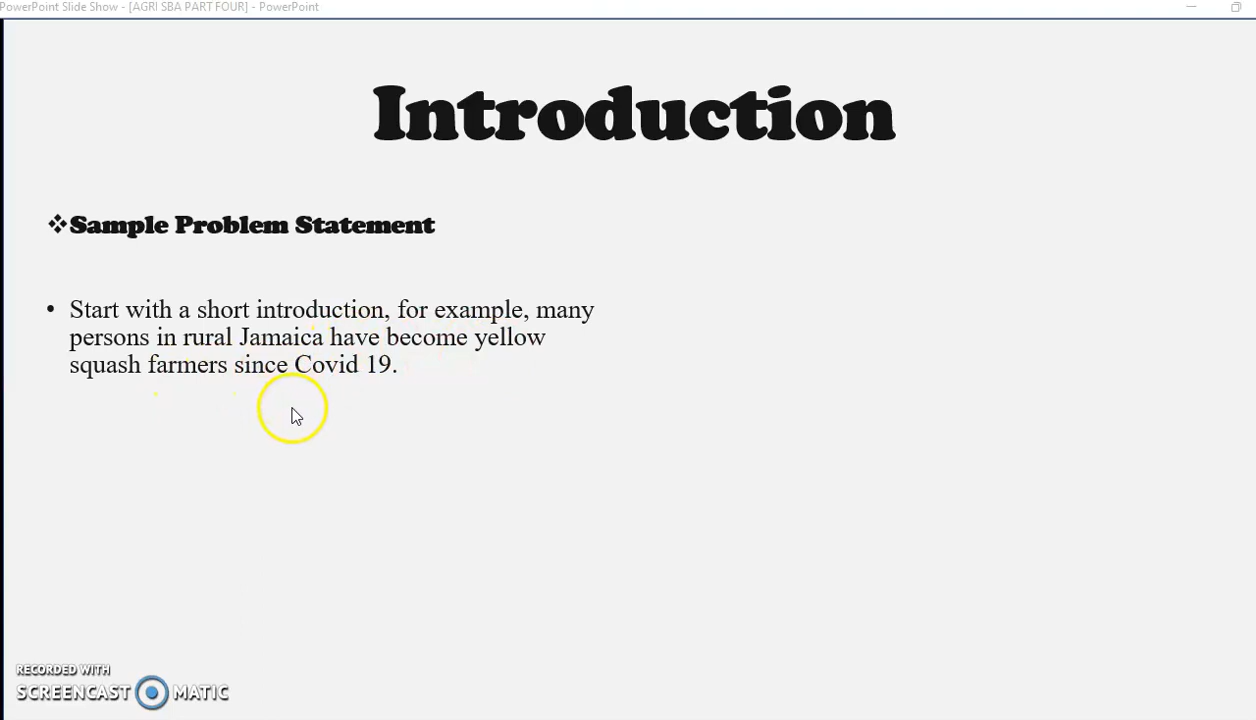 PowerPoint Slide Show - [AGRI SBA PART FOUR] - PowerPoint
Introduction
❖Sample Problem Statement
• Start with a short introduction, for example, many
persons in rural Jamaica have become yellow
squash farmers since Covid 19.
RECORDED WITH
SCREENCAST MATIC